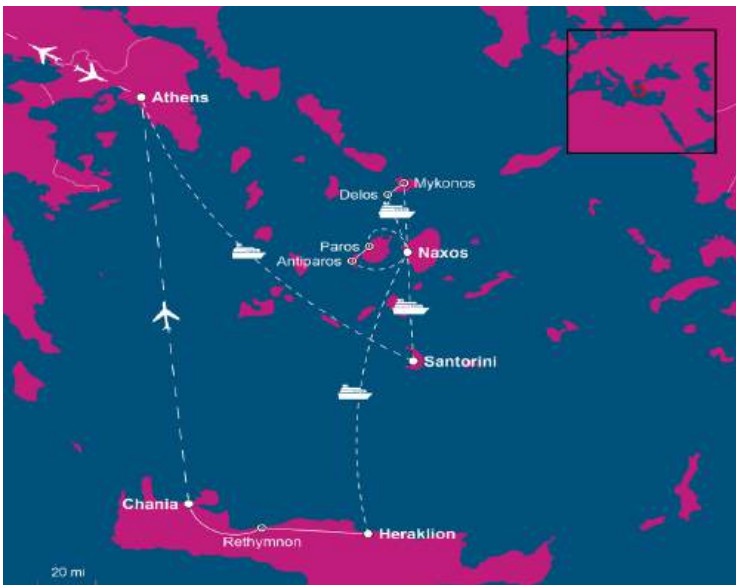 Athens
Mykonos
Delos
Paros
Naxos
Antiparos
Santorini
Chania
Rethymnon
Heraklion
20 mi